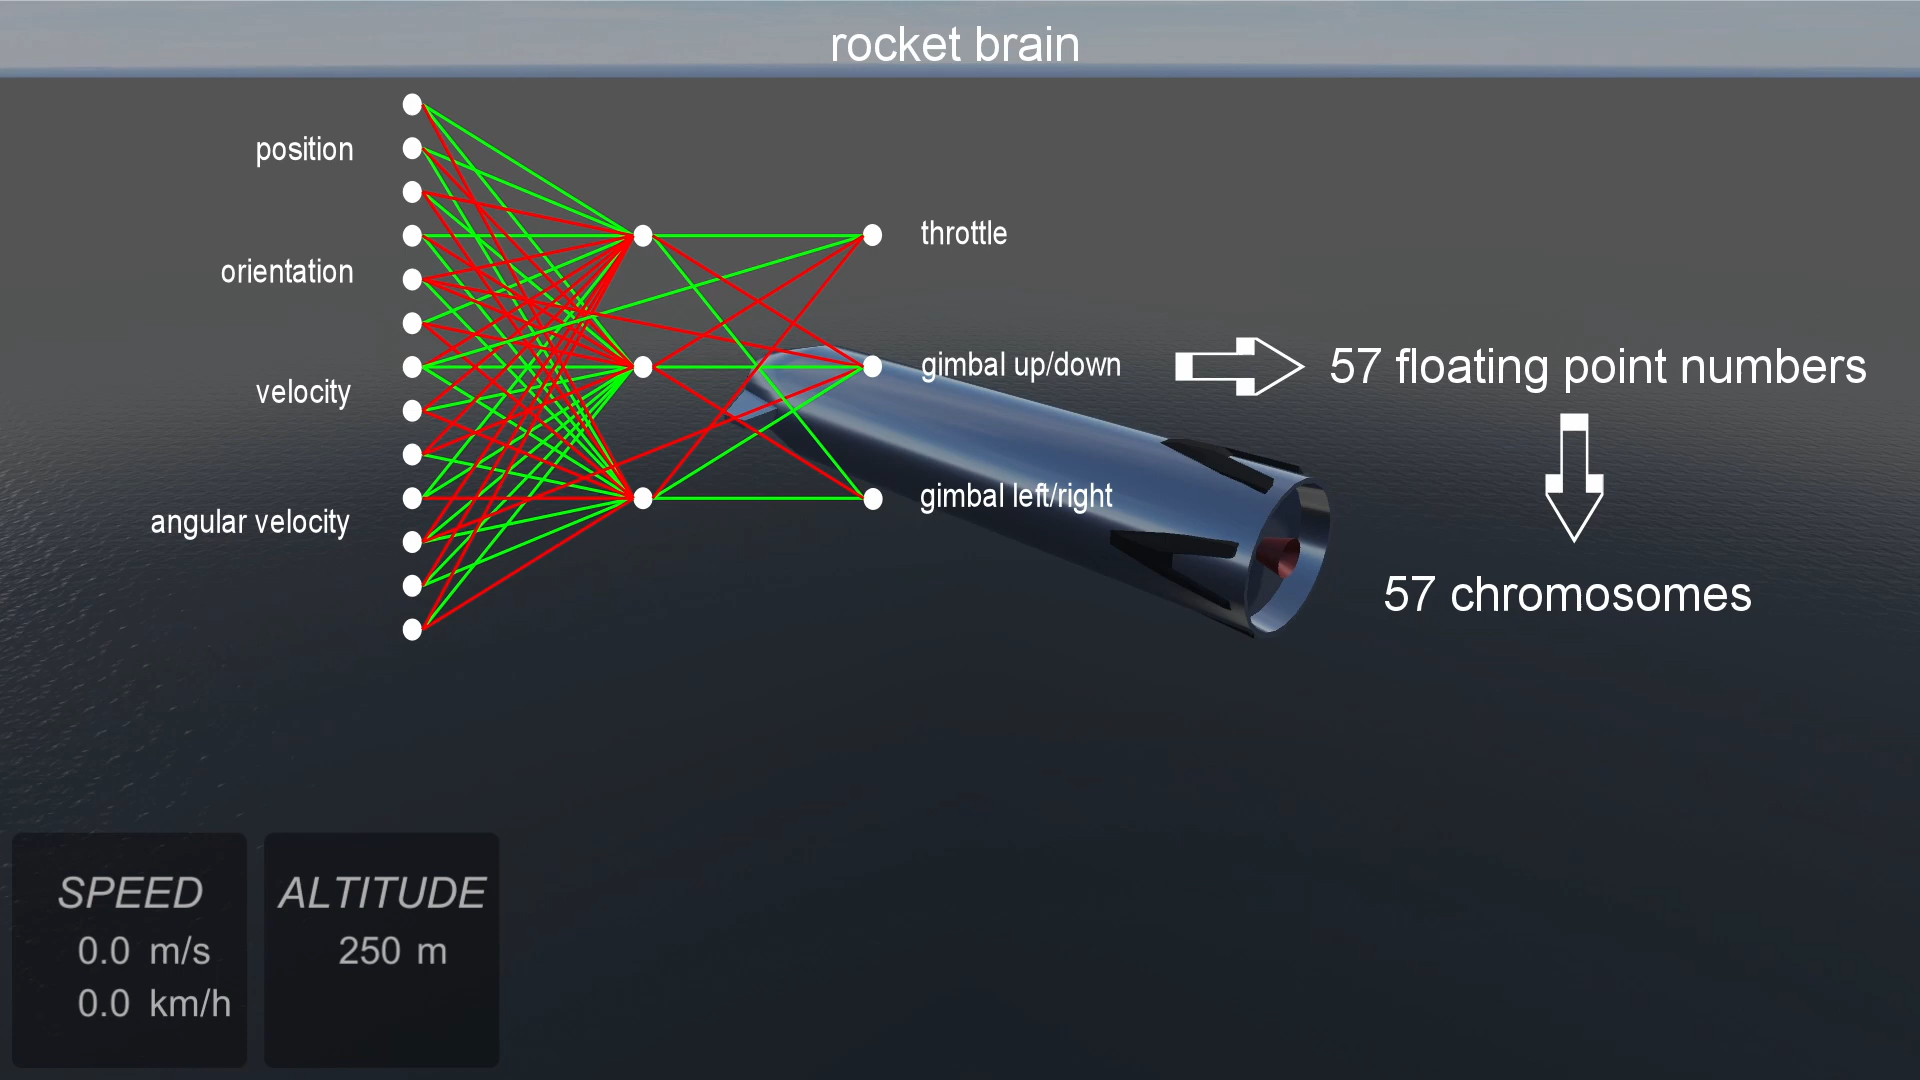 rocket brain
position
orientation
velocity
angular velocity
throttle
gimbal up/down
gimbal left/right
57 floating point numbers
57 chromosomes
SPEED
0.0 m/s
0.0 km/h
ALTITUDE
250 m